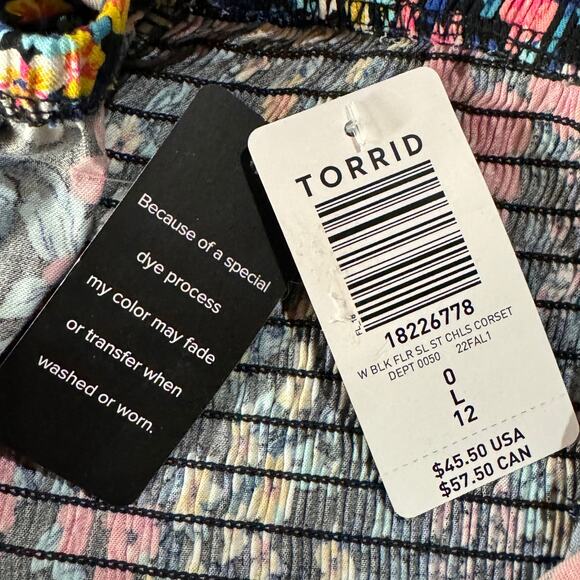 Because of a special
dye process
my color may fade
or transfer when
washed or worn.
TORRID
18226778
W BLK FLR SL ST CHLS CORSET
DEPT 0050 22FAL1
0
L
12
$45.50 USA
$57.50 CAN